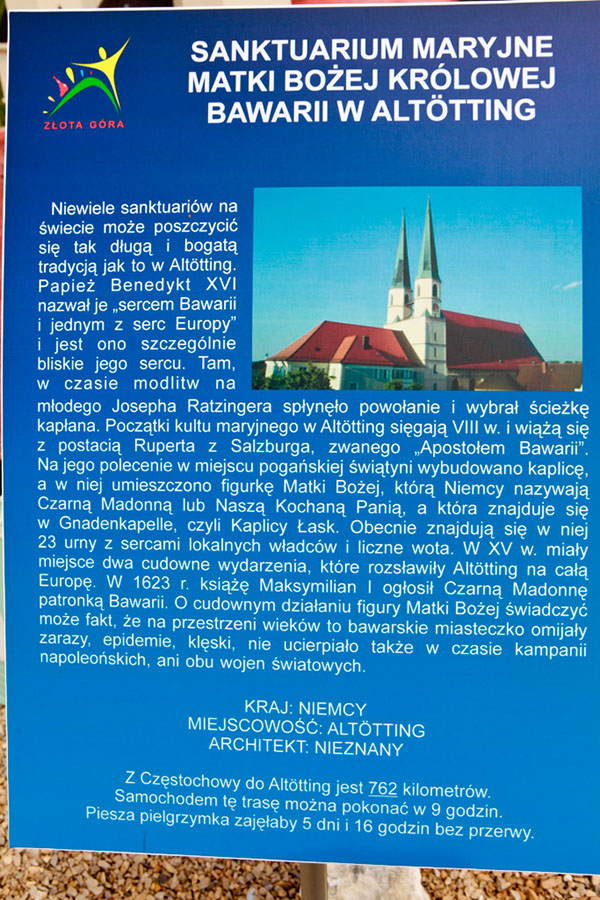 SANKTUARIUM MARYJNE
MATKI BOŻEJ KRÓLOWEJ
BAWARII W ALTÖTTING
ZŁOTA GÓRA
Niewiele sanktuariów na
świecie może poszczycić
się tak długą i bogatą
tradycją jak to w Altötting.
Papież Benedykt XVI
nazwał je „sercem Bawarii
i jednym z serc Europy”
i jest ono szczególnie
bliskie jego sercu. Tam,
w czasie modlitw na
młodego Josepha Ratzingera spłynęło powołanie i wybrał ścieżkę
kapłana. Początki kultu maryjnego w Altötting sięgają VIII w. i wiążą się
z postacią Ruperta z Salzburga, zwanego „Apostołem Bawarii”.
Na jego polecenie w miejscu pogańskiej świątyni wybudowano kaplicę,
a w niej umieszczono figurkę Matki Bożej, którą Niemcy nazywają
Czarną Madonną lub Naszą Kochaną Panią, a która znajduje się
w Gnadenkapelle, czyli Kaplicy Łask. Obecnie znajdują się w niej
23 urny z sercami lokalnych władców i liczne wota. W XV w. miały
miejsce dwa cudowne wydarzenia, które rozsławiły Altötting na całą
Europę. W 1623 r. książę Maksymilian I ogłosił Czarną Madonnę
patronką Bawarii. O cudownym działaniu figury Matki Bożej świadczyć
może fakt, że na przestrzeni wieków to bawarskie miasteczko omijały
zarazy, epidemie, klęski, nie ucierpiało także w czasie kampanii
napoleońskich, ani obu wojen światowych.
KRAJ: NIEMCY
MIEJSCOWOŚĆ: ALTÖTTING
ARCHITEKT: NIEZNANY
Z Częstochowy do Altötting jest 762 kilometrów.
Samochodem tę trasę można pokonać w 9 godzin.
Piesza pielgrzymka zajęłaby 5 dni i 16 godzin bez przerwy.